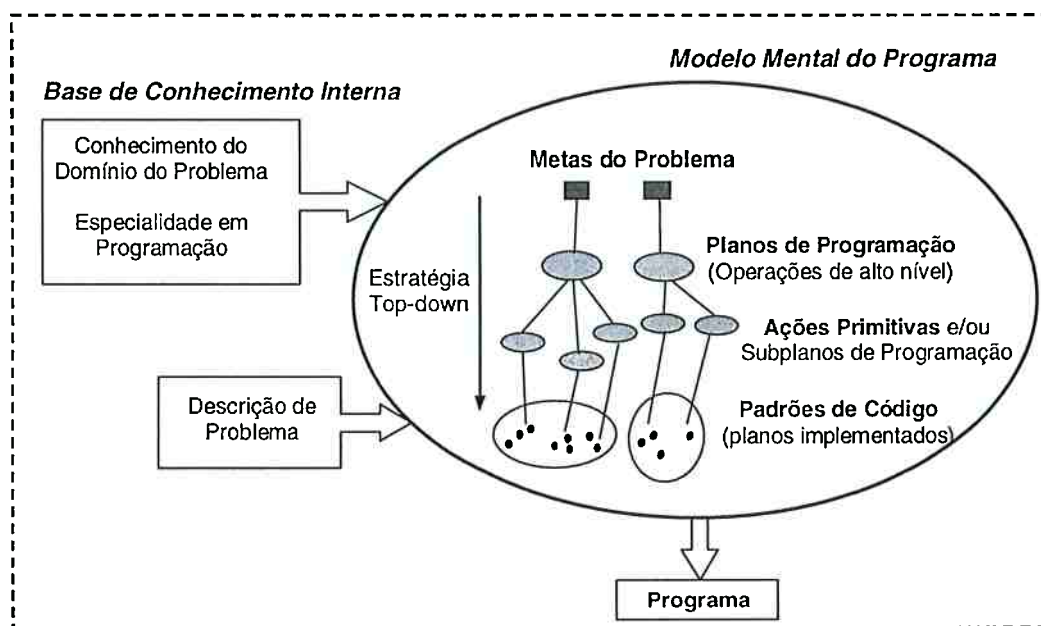 Modelo Mental do Programa
Base de Conhecimento Interna
Conhecimento do
Domínio do Problema
Especialidade em
Programação
Descrição de
Problema
Estratégia
Top-down
Metas do Problema
Planos de Programação
(Operações de alto nível)
Ações Primitivas e/ou
Subplanos de Programação
Padrões de Código
(planos implementados)
Programa